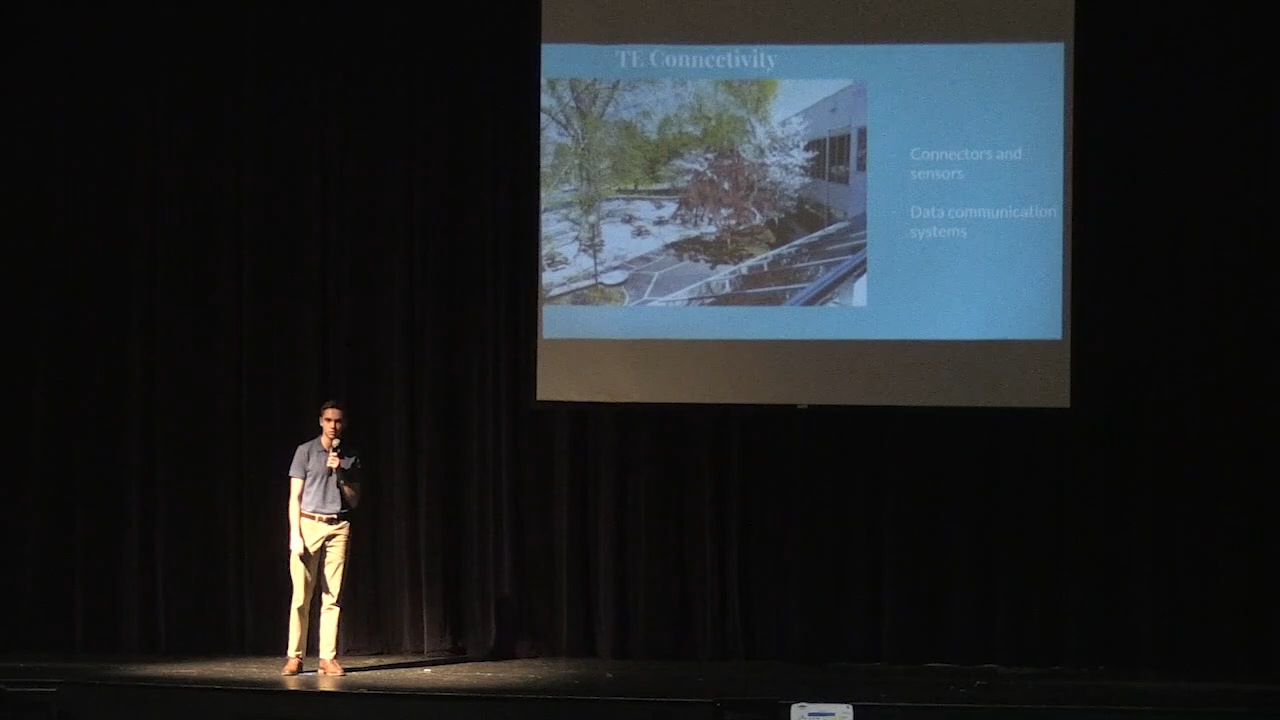 TE Connectivity
Connectors and
sensors
Data communication
systems